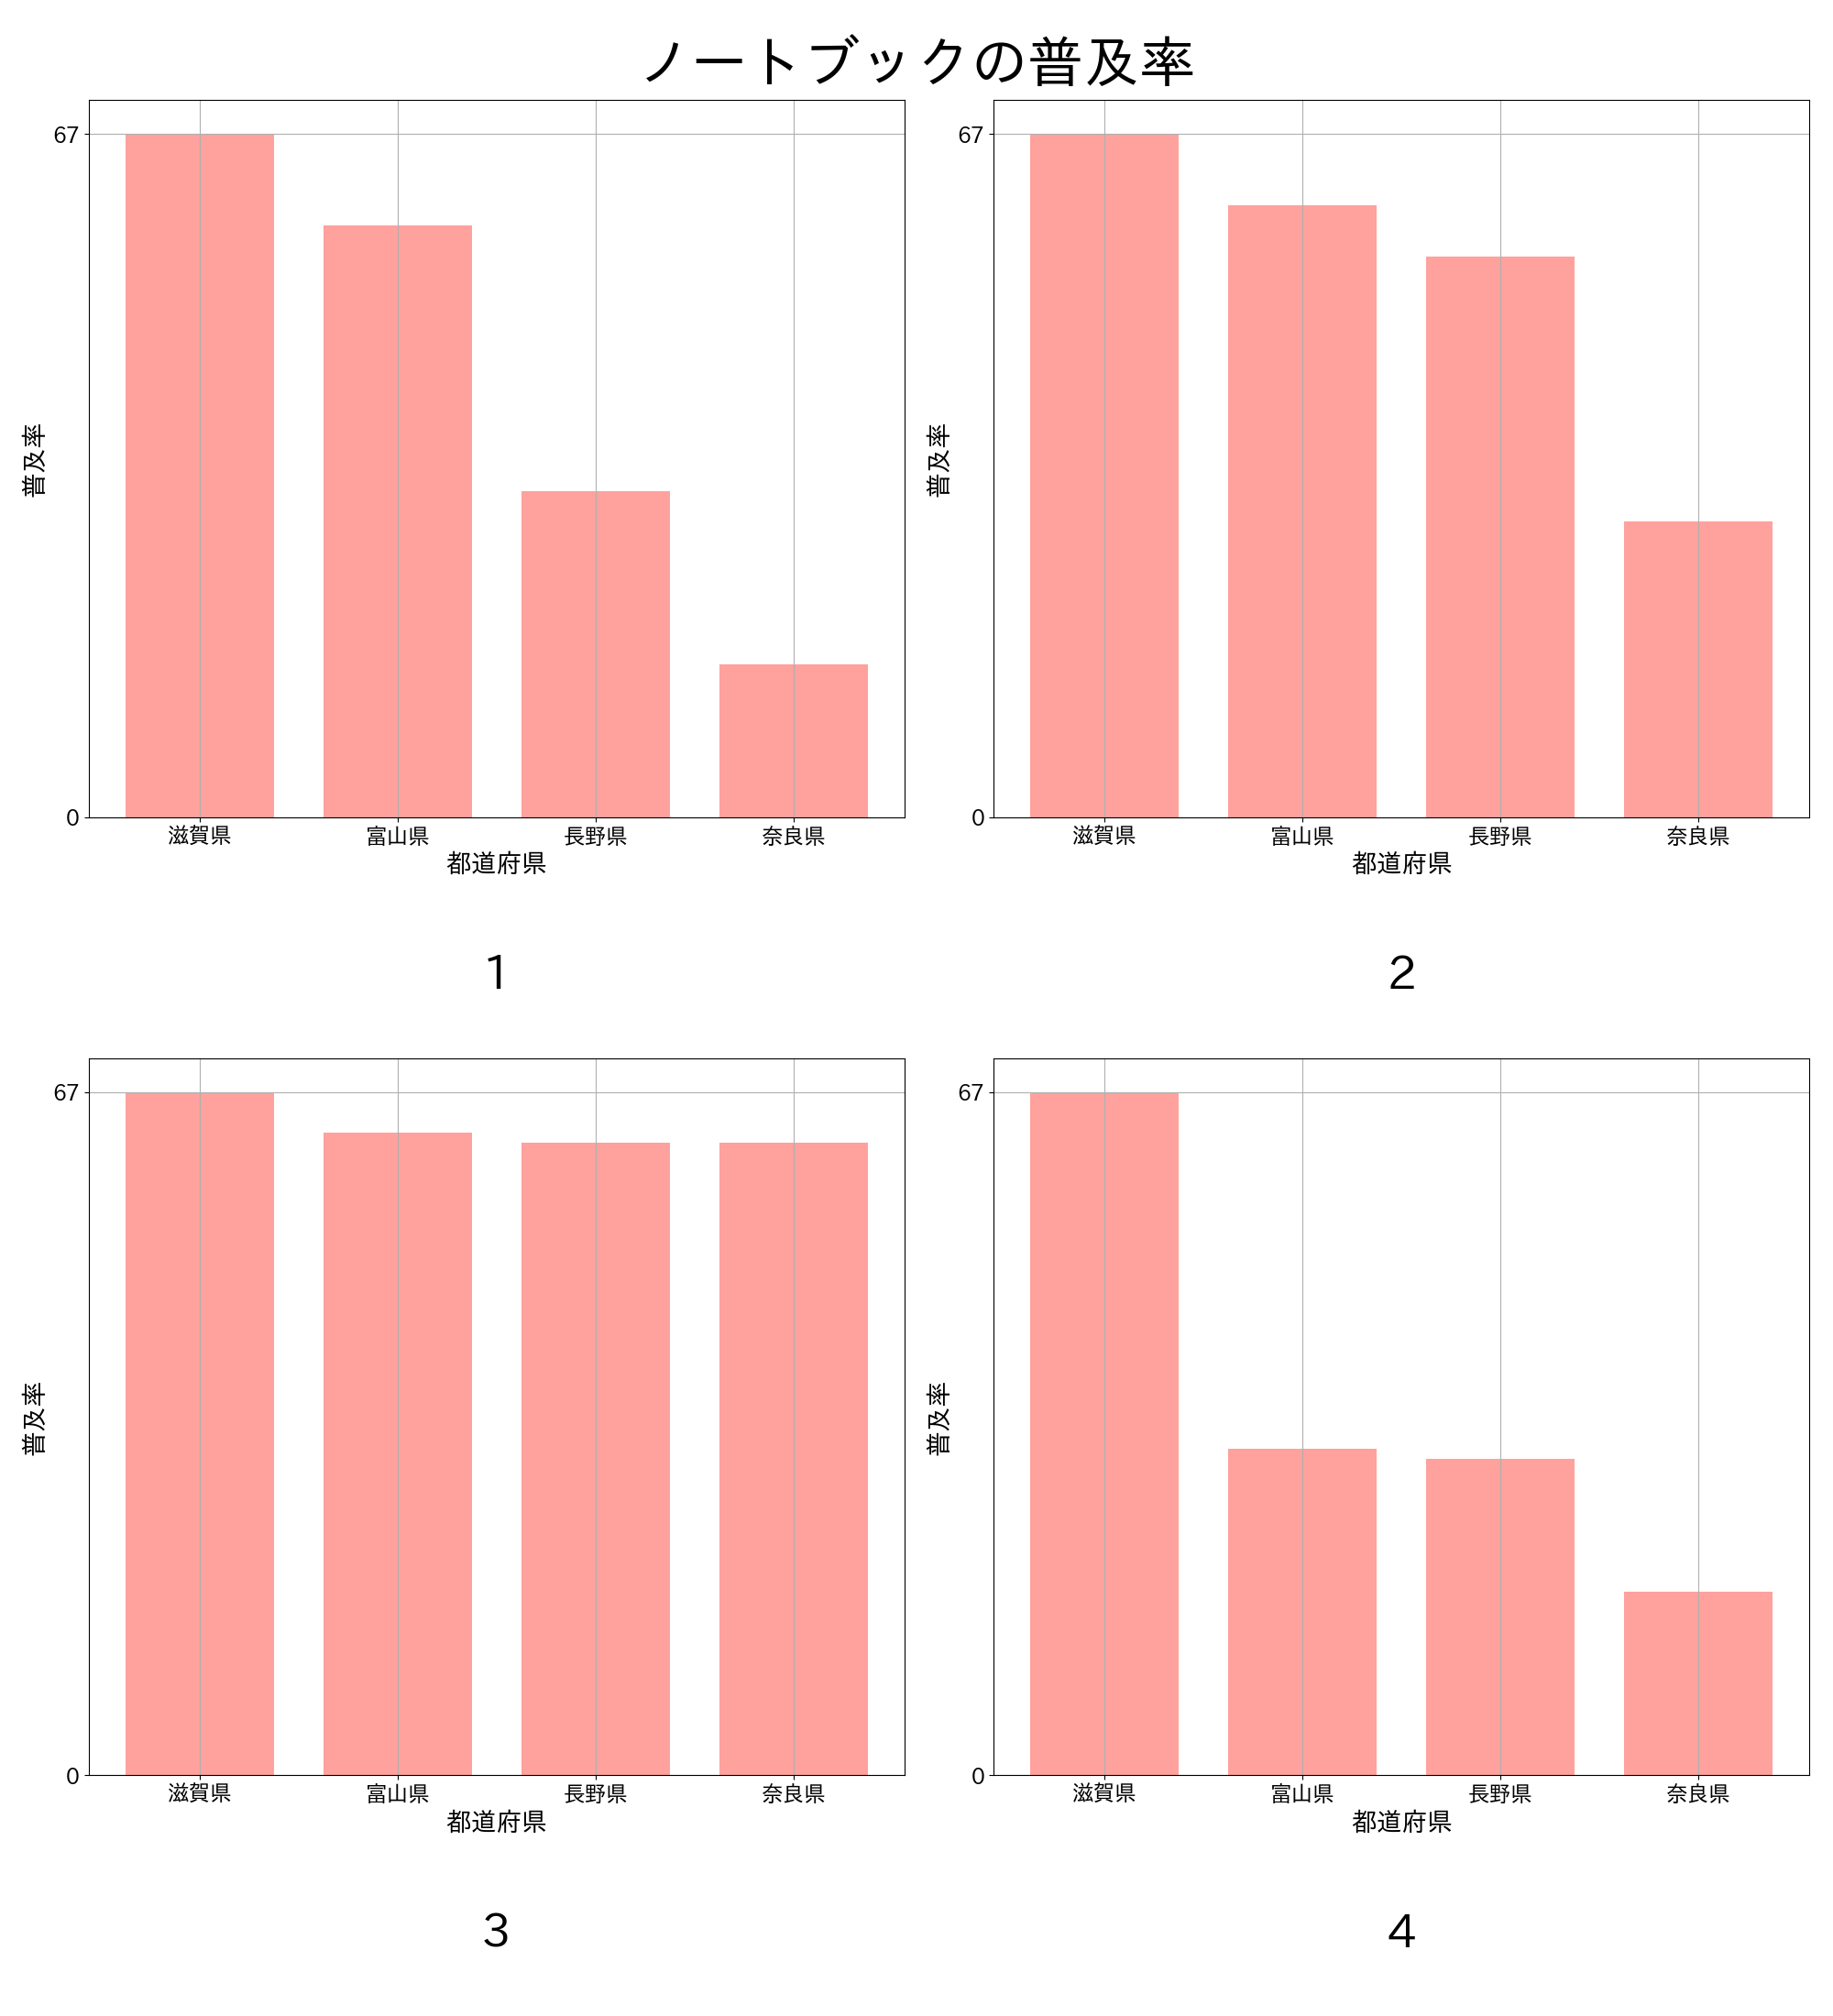 ノートブックの普及率
67
0
普及率
滋賀県 富山県 長野県 奈良県
都道府県
1
67
0
普及率
滋賀県 富山県 長野県 奈良県
都道府県
2
67
0
普及率
滋賀県 富山県 長野県 奈良県
都道府県
3
67
0
普及率
滋賀県 富山県 長野県 奈良県
都道府県
4